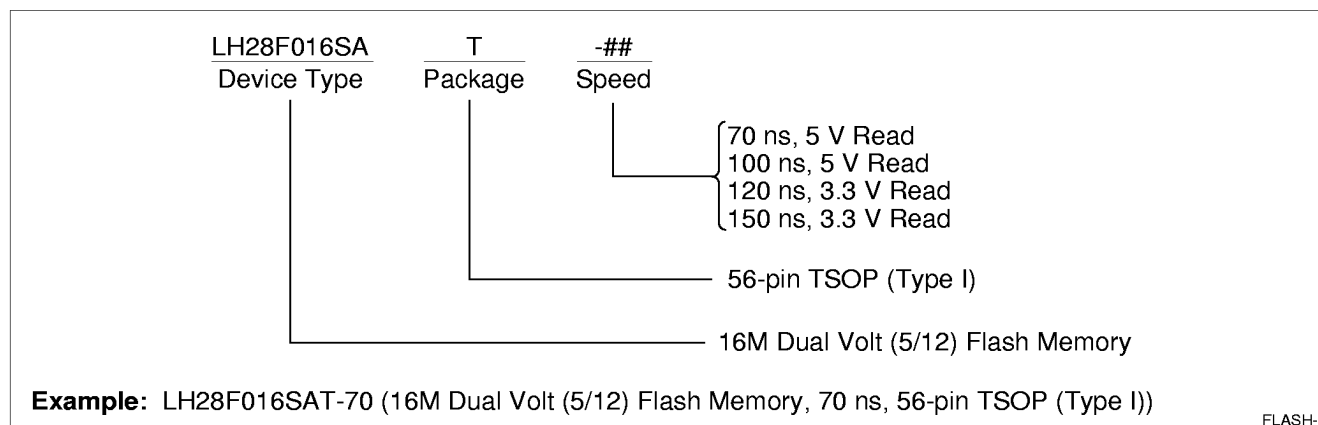 LH28F016SA T -##
Device Type Package Speed
70 ns, 5 V Read
100 ns, 5 V Read
120 ns, 3.3 V Read
150 ns, 3.3 V Read
56-pin TSOP (Type I)
16M Dual Volt (5/12) Flash Memory
Example: LH28F016SAT-70 (16M Dual Volt (5/12) Flash Memory, 70 ns, 56-pin TSOP (Type I))
FLASH-